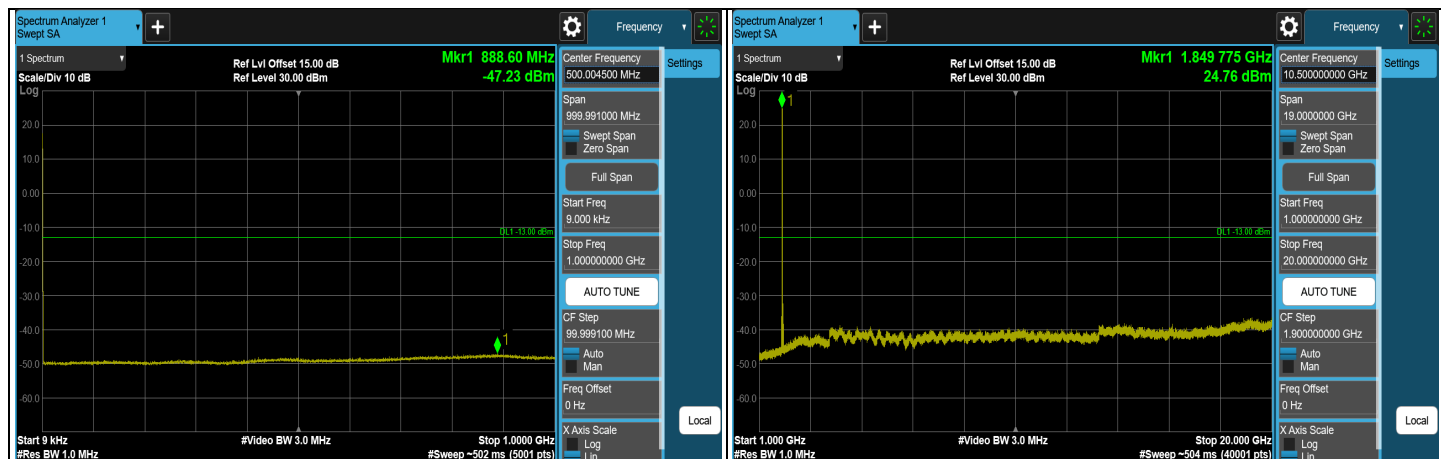 Spectrum Analyzer 1
Swept SA
+
Frequency
1 Spectrum
Scale/Div 10 dB
Log
Ref Lvl Offset 15.00 dB
Ref Level 30.00 dBm
Mkr1 888.60 MHz
-47.23 dBm
20.0
10.0
0.00
-10.0
-20.0
-30.0
-40.0
-50.0
-60.0
DL1 -13.00 dBm
1
Start 9 kHz
#Res BW 1.0 MHz
#Video BW 3.0 MHz
Stop 1.0000 GHz
#Sweep ~502 ms (5001 pts)
Center Frequency
500.004500 MHz
Span
999.991000 MHz
Swept Span
Zero Span
Full Span
Start Freq
9.000 kHz
Stop Freq
1.000000000 GHz
AUTO TUNE
CF Step
99.999100 MHz
Auto
Man
Freq Offset
0 Hz
X Axis Scale
Log
Lin
Settings
Local
Spectrum Analyzer 1
Swept SA
+
Frequency
1 Spectrum
Scale/Div 10 dB
Log
Ref Lvl Offset 15.00 dB
Ref Level 30.00 dBm
Mkr1 1.849 775 GHz
24.76 dBm
1
20.0
10.0
0.00
-10.0
-20.0
-30.0
-40.0
-50.0
-60.0
DL1 -13.00 dBm
Start 1.000 GHz
#Res BW 1.0 MHz
#Video BW 3.0 MHz
Stop 20.000 GHz
#Sweep ~504 ms (40001 pts)
Center Frequency
10.500000000 GHz
Span
19.0000000 GHz
Swept Span
Zero Span
Full Span
Start Freq
1.000000000 GHz
Stop Freq
20.000000000 GHz
AUTO TUNE
CF Step
1.900000000 GHz
Auto
Man
Freq Offset
0 Hz
X Axis Scale
Log
Lin
Settings
Local